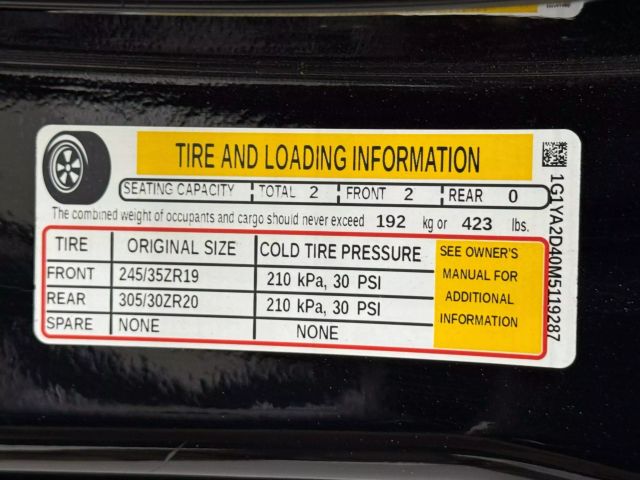 TIRE AND LOADING INFORMATION
SEATING CAPACITY TOTAL 2 FRONT 2 REAR 0
The combined weight of occupants and cargo should never exceed 192 kg or 423 lbs.
TIRE ORIGINAL SIZE COLD TIRE PRESSURE
FRONT 245/35ZR19 210 kPa, 30 PSI
REAR 305/30ZR20 210 kPa, 30 PSI
SPARE NONE NONE
SEE OWNER'S
MANUAL FOR
ADDITIONAL
INFORMATION
1G1YA2D40M5119287